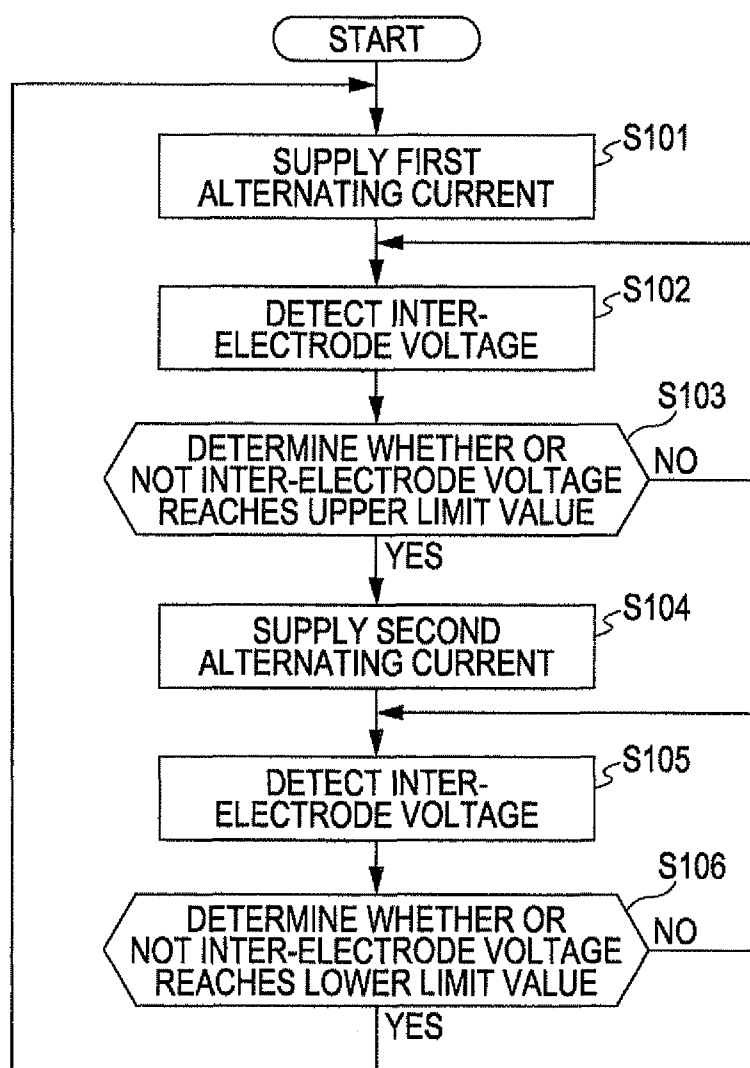 START
S101
SUPPLY FIRST
ALTERNATING CURRENT
S102
DETECT INTER-
ELECTRODE VOLTAGE
S103
DETERMINE WHETHER OR
NOT INTER-ELECTRODE VOLTAGE
REACHES UPPER LIMIT VALUE
NO
YES
S104
SUPPLY SECOND
ALTERNATING CURRENT
S105
DETECT INTER-
ELECTRODE VOLTAGE
S106
DETERMINE WHETHER OR
NOT INTER-ELECTRODE VOLTAGE
REACHES LOWER LIMIT VALUE
NO
YES